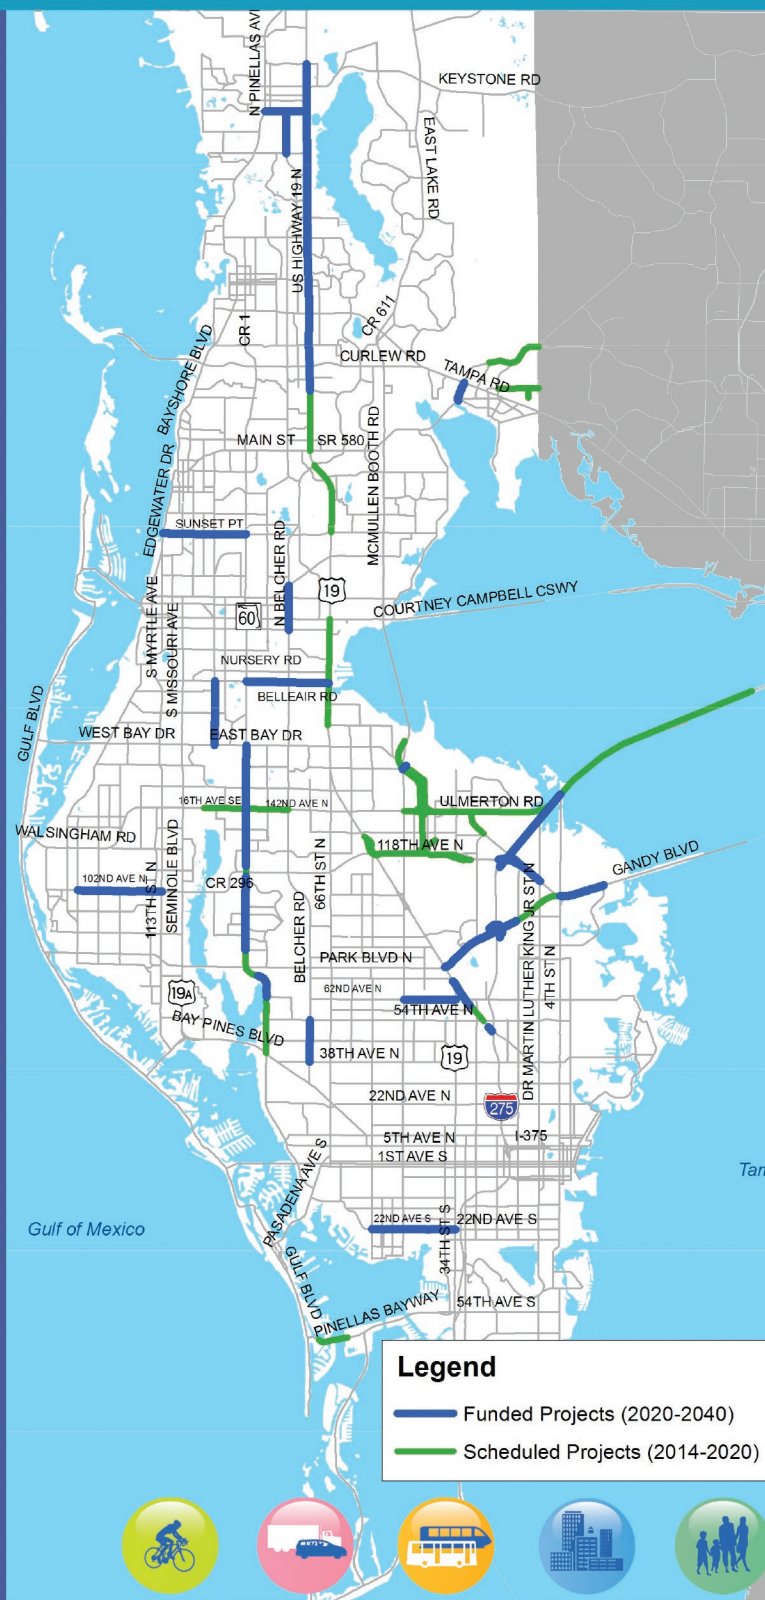 N PINELLAS AVE
KEYSTONE RD
EAST LAKE RD
US HIGHWAY 19 N
CR 611
CR 1
CURLEW RD
TAMPA RD
BAYSHORE BLVD
MAIN ST
SR 580
MCMULLEN BOOTH RD
EDGEWATER DR
SUNSET PT
N BELCHER RD
19
COURTNEY CAMPBELL CSWY
60
S MYRTLE AVE
S MISSOURI AVE
NURSERY RD
BELLEAIR RD
GULF BLVD
WEST BAY DR
EAST BAY DR
16TH AVE SE
142ND AVE N
ULMERTON RD
WALSINGHAM RD
118TH AVE N
66TH ST N
GANDY BLVD
102ND AVE N
CR 296
113TH ST N
SEMINOLE BLVD
BELCHER RD
DR MARTIN LUTHER KING JR ST N
4TH ST N
PARK BLVD N
62ND AVE N
19A
54TH AVE N
BAY PINES BLVD
38TH AVE N
19
22ND AVE N
275
5TH AVE N
I-375
1ST AVE S
PASADENA AVE S
Tam
Gulf of Mexico
22ND AVE S
22ND AVE S
34TH ST S
GULF BLVD
PINELLAS BAYWAY
54TH AVE S
Legend
Funded Projects (2020-2040)
Scheduled Projects (2014-2020)